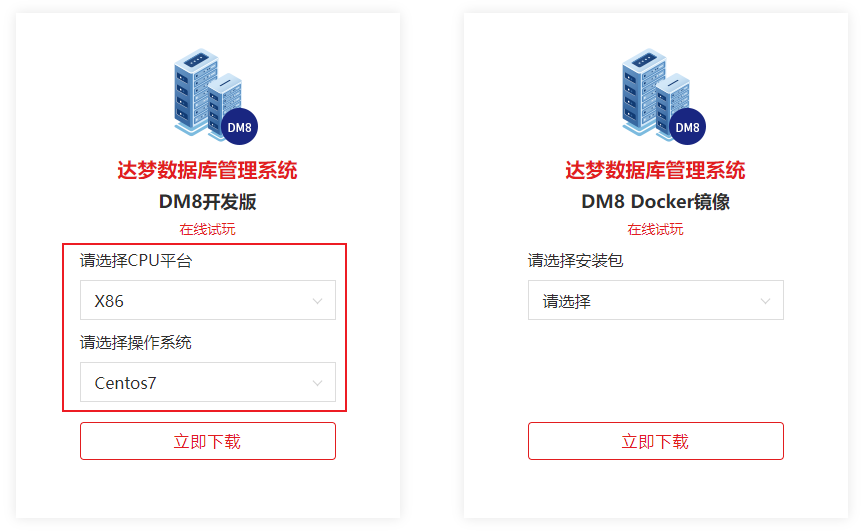 DM8
达梦数据库管理系统
DM8开发版
在线试玩
请选择CPU平台
X86
请选择操作系统
Centos7
立即下载
DM8
达梦数据库管理系统
DM8 Docker镜像
在线试玩
请选择安装包
请选择
立即下载